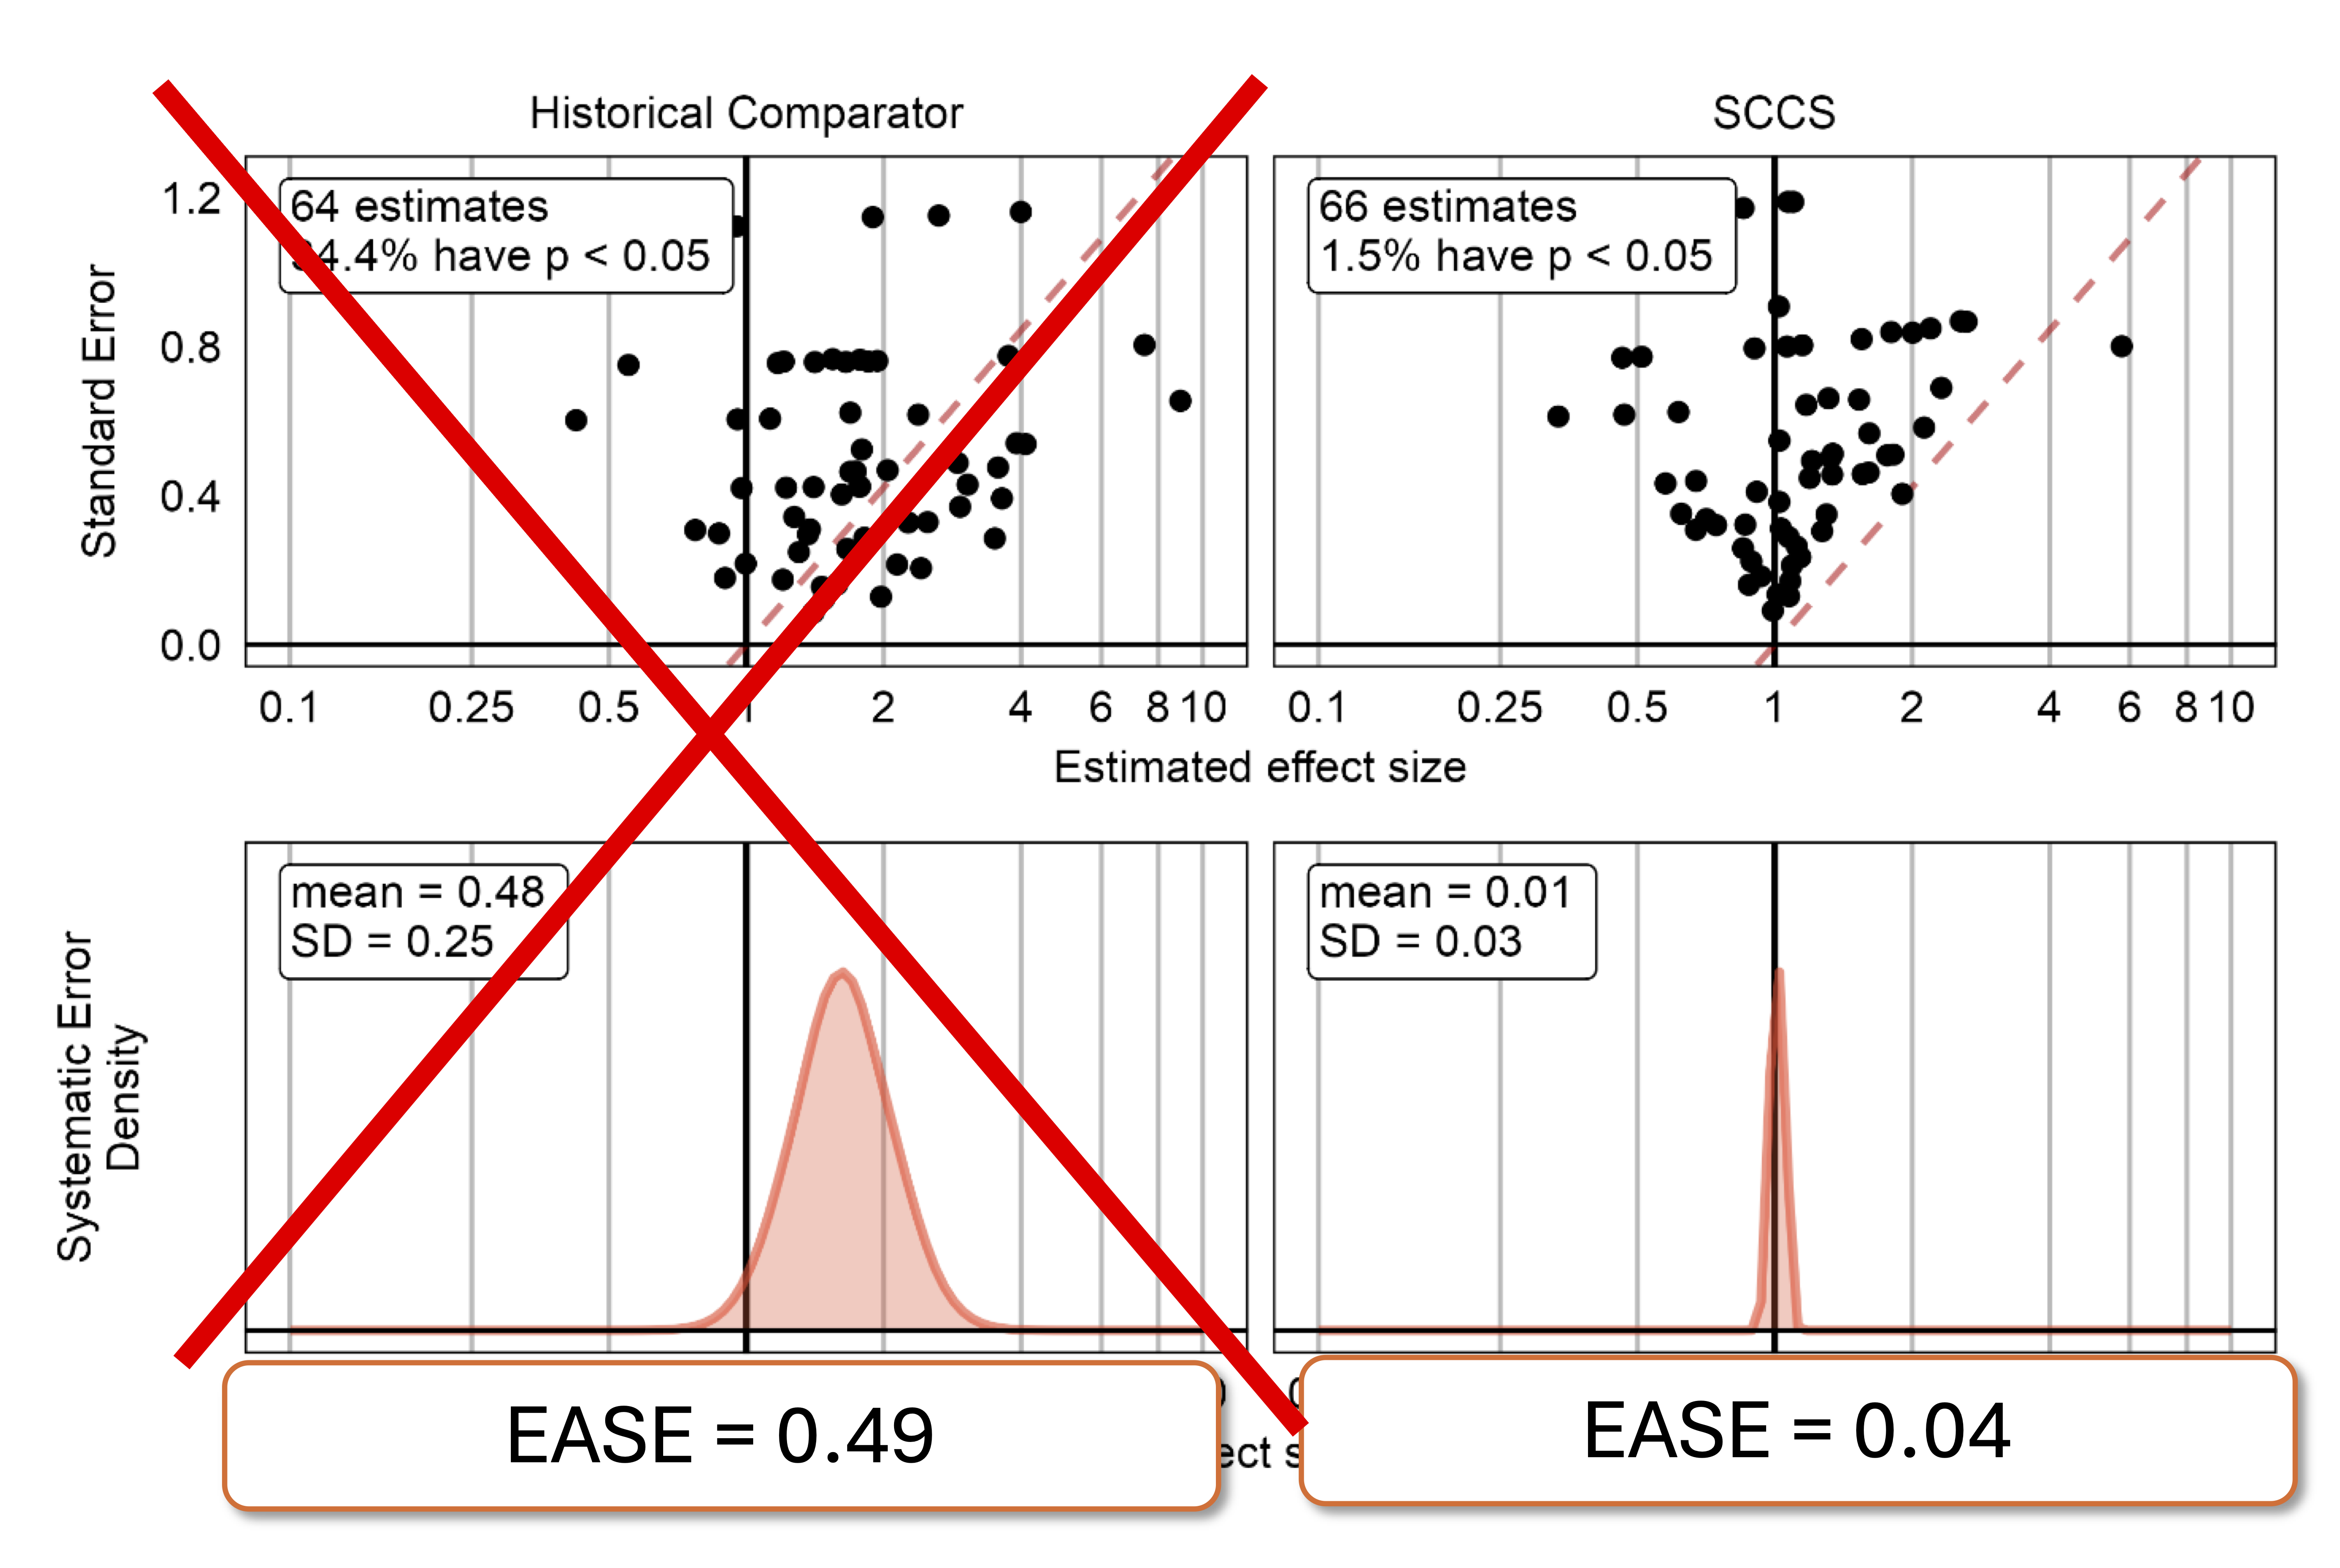 Historical Comparator
SCCS
64 estimates
34.4% have p < 0.05
66 estimates
1.5% have p < 0.05
Standard Error
1.2
0.8
0.4
0.0
0.1 0.25 0.5 1 2 4 6 8 10
0.1 0.25 0.5 1 2 4 6 8 10
Estimated effect size
mean = 0.48
SD = 0.25
mean = 0.01
SD = 0.03
Systematic Error
Density
EASE = 0.49
EASE = 0.04